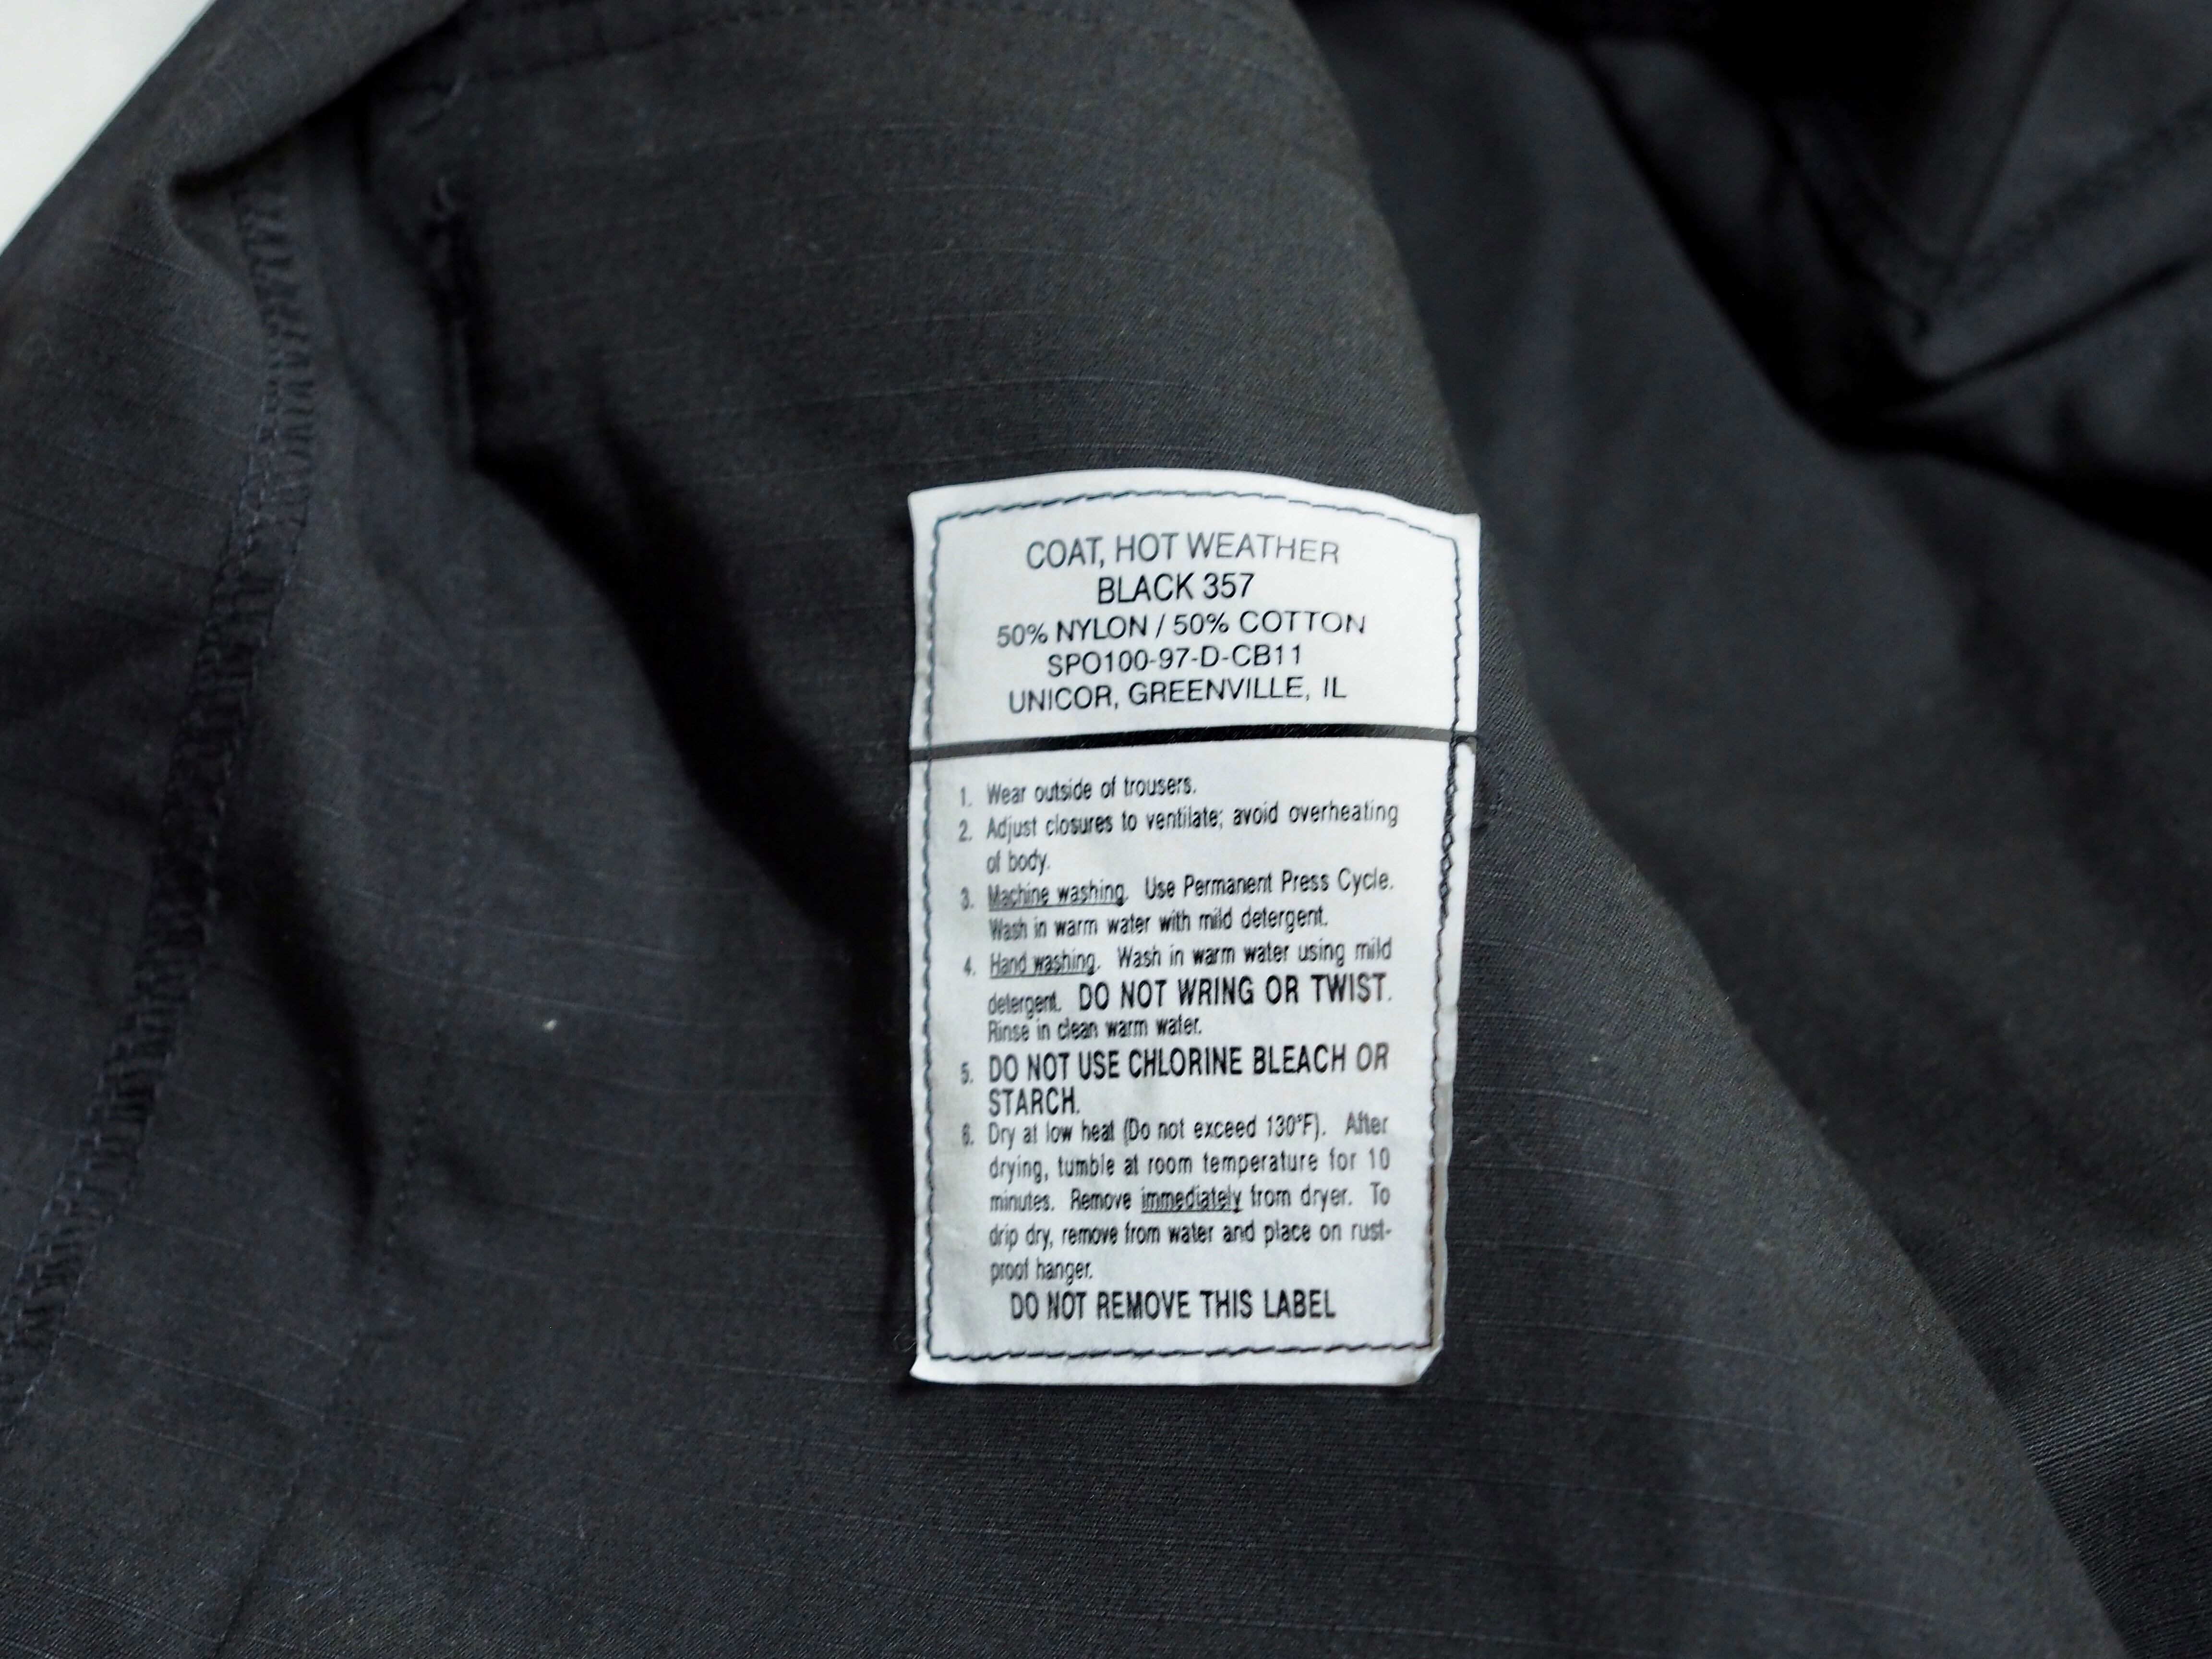 COAT, HOT WEATHER
BLACK 357
50% NYLON / 50% COTTON
SPO100-97-D-CB11
UNICOR, GREENVILLE, IL
1. Wear outside of trousers.
2. Adjust closures to ventilate; avoid overheating
of body.
3. Machine washing. Use Permanent Press Cycle.
Wash in warm water with mild detergent.
4. Hand washing. Wash in warm water using mild
detergent. DO NOT WRING OR TWIST.
Rinse in clean warm water.
5. DO NOT USE CHLORINE BLEACH OR
STARCH.
6. Dry at low heat (Do not exceed 130°F). After
drying, tumble at room temperature for 10
minutes. Remove immediately from dryer. To
drip dry, remove from water and place on rust-
proof hanger.
DO NOT REMOVE THIS LABEL